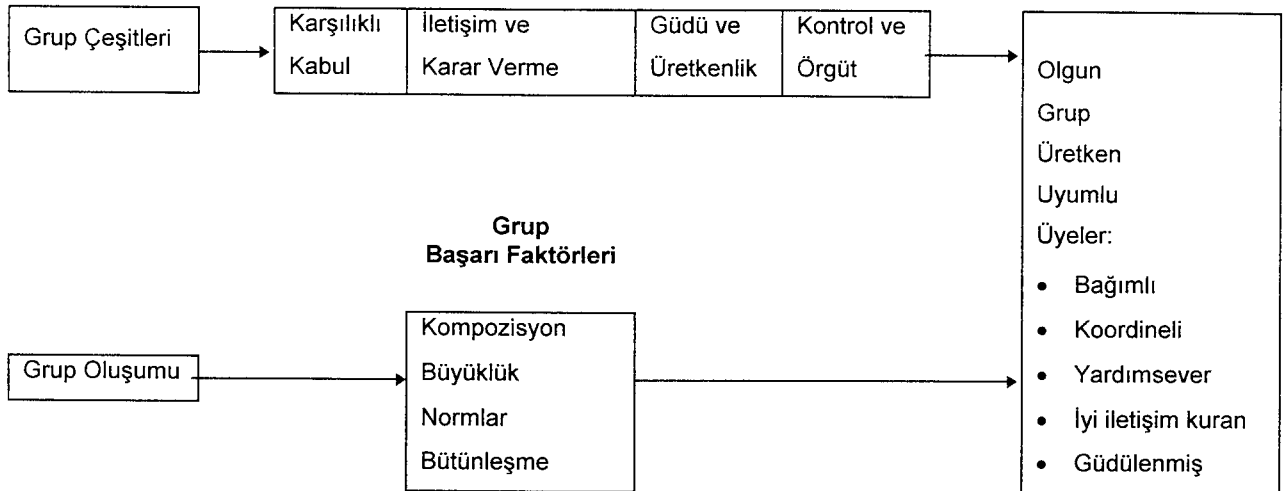 Grup Çeşitleri
Karşılıklı
Kabul
İletişim ve
Karar Verme
Güdü ve
Üretkenlik
Kontrol ve
Örgüt
Olgun
Grup
Üretken
Uyumlu
Üyeler:
• Bağımlı
• Koordineli
• Yardımsever
• İyi iletişim kuran
• Güdülenmiş
Grup
Başarı Faktörleri
Grup Oluşumu
Kompozisyon
Büyüklük
Normlar
Bütünleşme